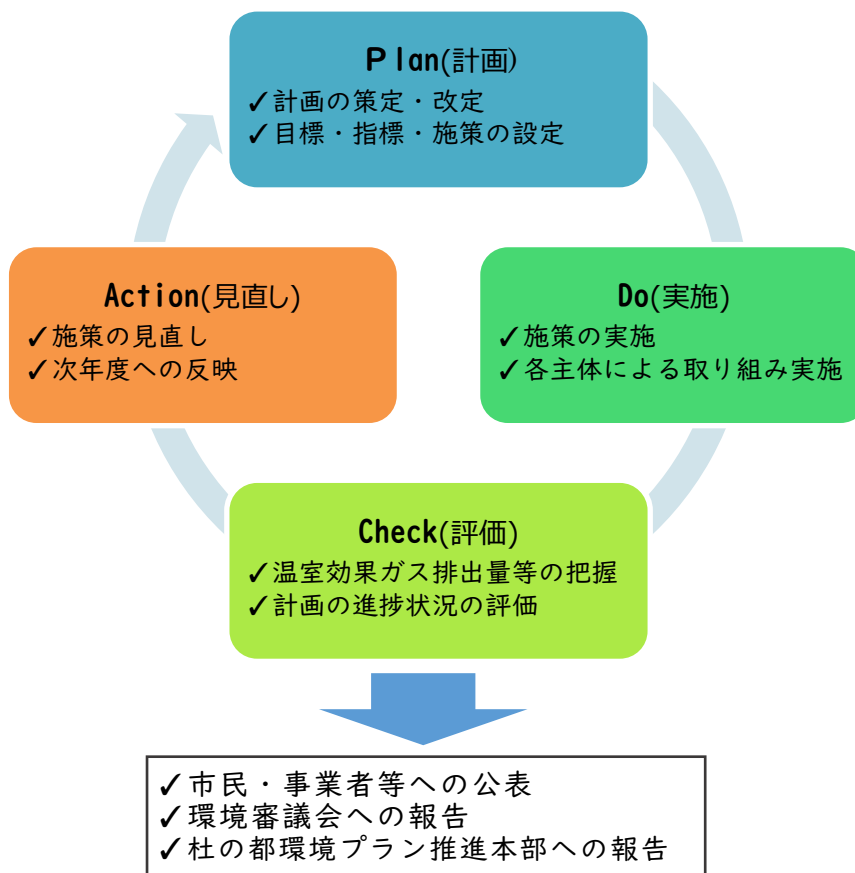 Plan(計画)
✓計画の策定・改定
✓目標・指標・施策の設定
Do(実施)
✓施策の実施
✓各主体による取り組み実施
Check(評価)
✓温室効果ガス排出量等の把握
✓計画の進捗状況の評価
Action(見直し)
✓施策の見直し
✓次年度への反映
✓市民・事業者等への公表
✓環境審議会への報告
✓杜の都環境プラン推進本部への報告